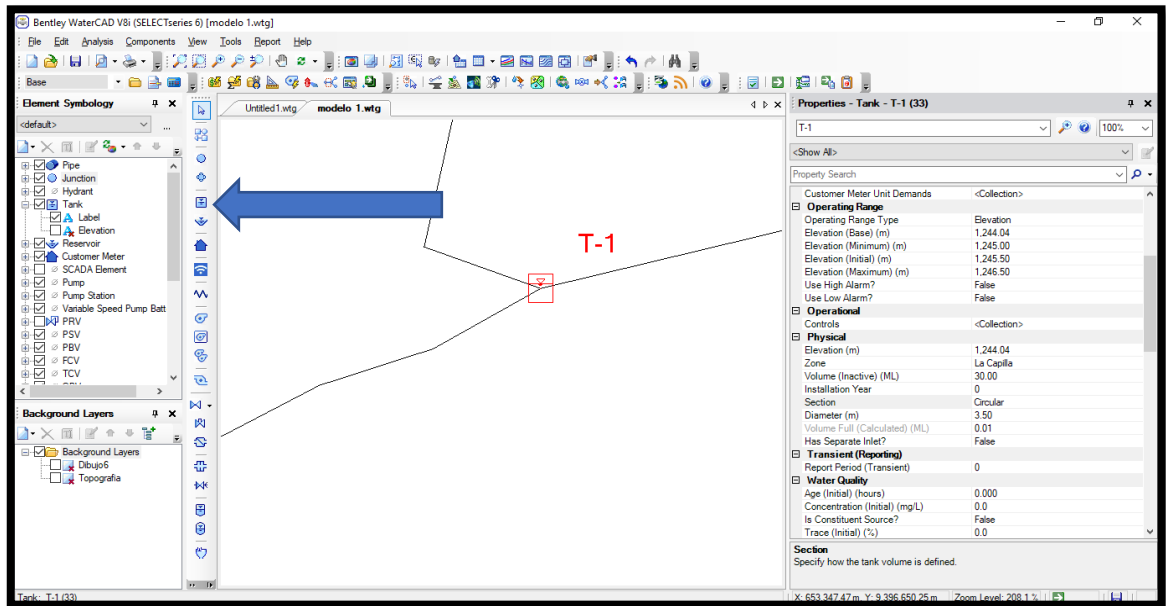 Bentley WaterCAD V8i (SELECTseries 6) [modelo 1.wtg]
File Edit Analysis Components View Tools Report Help
Base
Element Symbology
<default>
...
Pipe
Junction
Hydrant
Tank
Label
Elevation
Reservoir
Customer Meter
SCADA Element
Pump
Pump Station
Variable Speed Pump Batt
PRV
PSV
PBV
FCV
TCV
Background Layers
Background Layers
Dibujo6
Topografia
Untitled1.wtg modelo 1.wtg
T-1
Properties - Tank - T-1 (33)
T-1 100%
<Show All>
Property Search
Customer Meter Unit Demands <Collection>
Operating Range
Operating Range Type Elevation
Elevation (Base) (m) 1,244.04
Elevation (Minimum) (m) 1,245.00
Elevation (Initial) (m) 1,245.50
Elevation (Maximum) (m) 1,246.50
Use High Alarm? False
Use Low Alarm? False
Operational
Controls <Collection>
Physical
Elevation (m) 1,244.04
Zone La Capilla
Volume (Inactive) (ML) 30.00
Installation Year 0
Section Circular
Diameter (m) 3.50
Volume Full (Calculated) (ML) 0.01
Has Separate Inlet? False
Transient (Reporting)
Report Period (Transient) 0
Water Quality
Age (Initial) (hours) 0.000
Concentration (Initial) (mg/L) 0.0
Is Constituent Source? False
Trace (Initial) (%) 0.0
Section
Specify how the tank volume is defined.
Tank: T-1 (33)
X: 653,347.47 m, Y: 9,396,650.25 m Zoom Level: 208.1 %